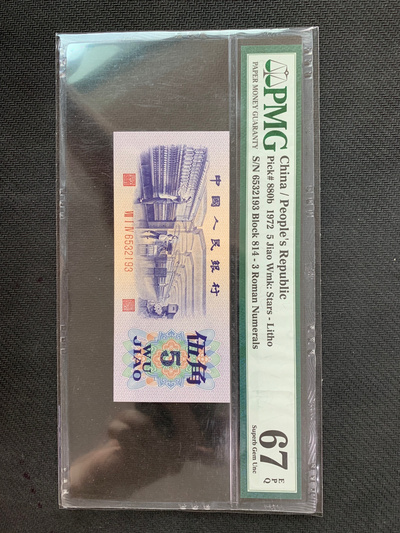 PMG
PAPER MONEY GUARANTY
China / People's Republic
Pick# 880b 1972 5 Jiao Wmk: Stars - Litho
S/N 6532193 Block 814 - 3 Roman Numerals
67
E
P
Q
Superb Gem Unc
中國人民銀行
VIII I IV 6532193
伍角
5
WU
JIAO